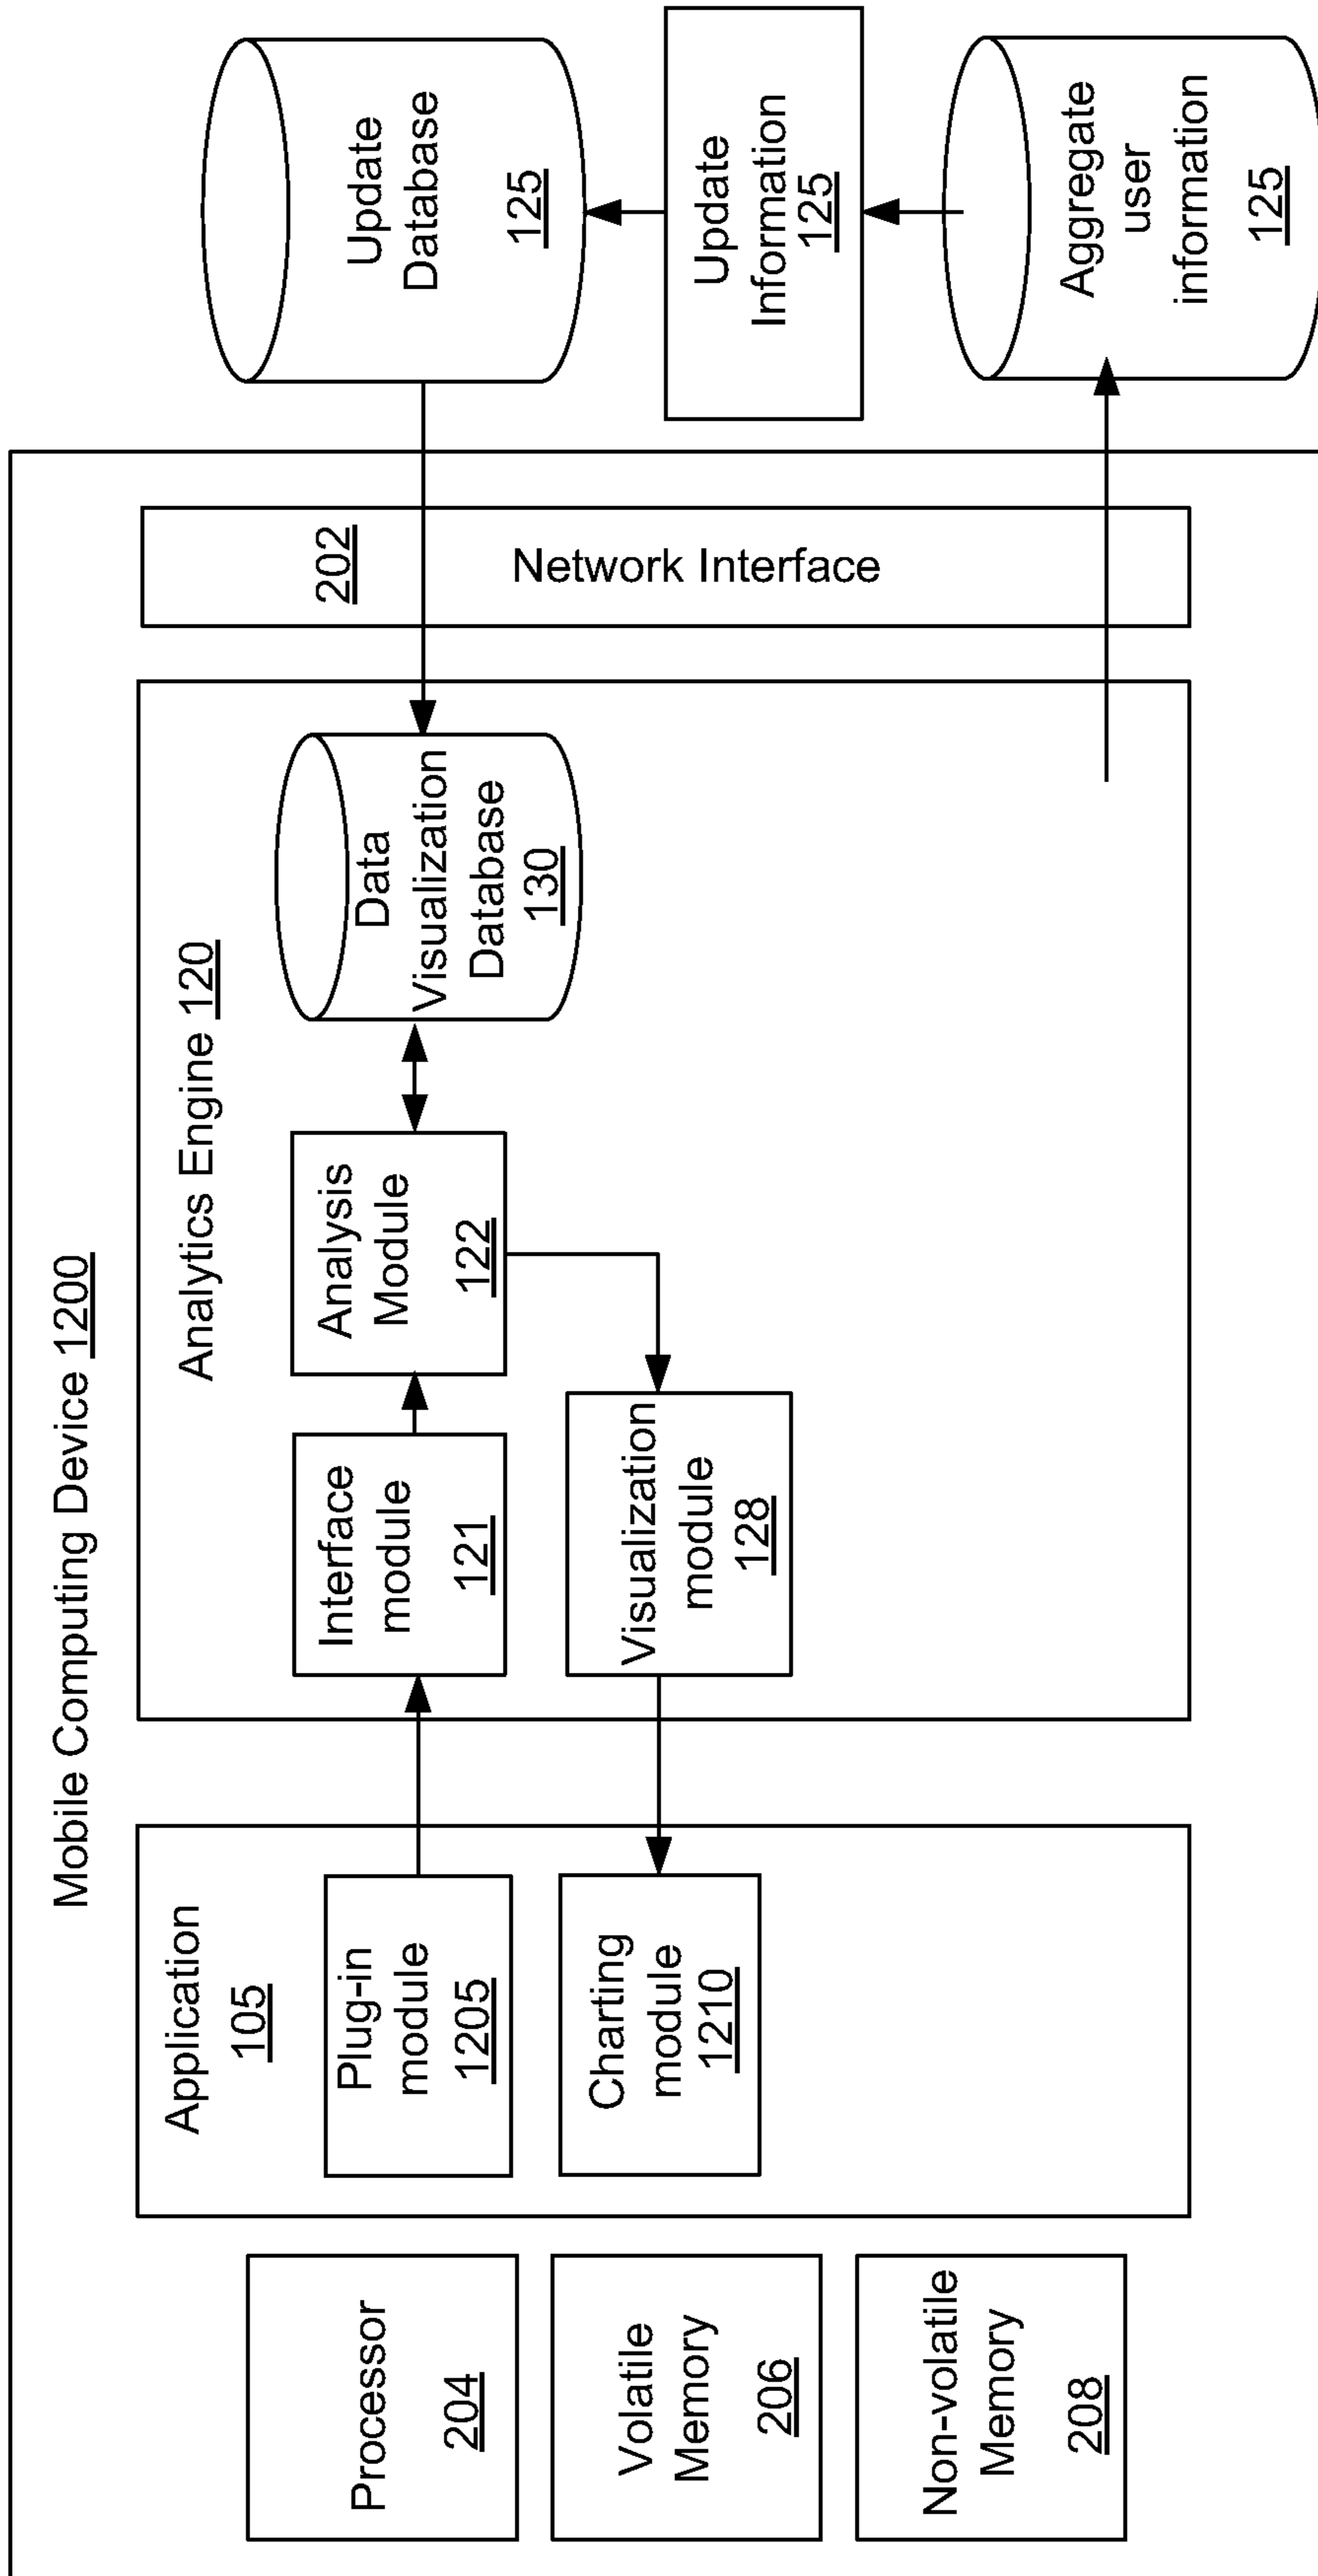 Mobile Computing Device 1200
Processor
204
Volatile
Memory
206
Non-volatile
Memory
208
Application
105
Plug-in
module
1205
Charting
module
1210
Analytics Engine 120
Interface
module
121
Analysis
Module
122
Visualization
module
128
Data
Visualization
Database
130
202
Network Interface
Update
Database
125
Update
Information
125
Aggregate
user
information
125